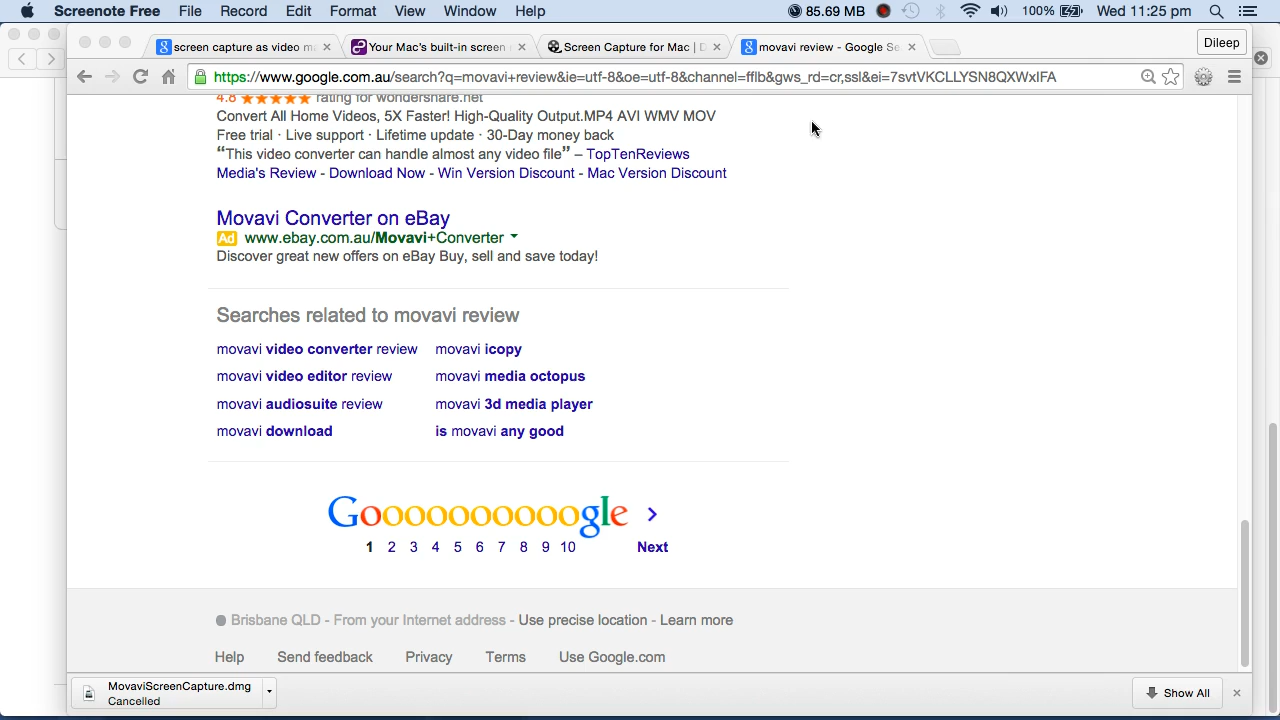 Screenote Free File Record Edit Format View Window Help 85.69 MB 100% Wed 11:25 pm
screen capture as video m Your Mac's built-in screen Screen Capture for Mac | D movavi review - Google Se Dileep
https://www.google.com.au/search?q=movavi+review&ie=utf-8&oe=utf-8&channel=fflb&gws_rd=cr,ssl&ei=7svtVKCLLYSN8QXWxIFA
4.8 ★★★★★ rating for wondershare.net
Convert All Home Videos, 5X Faster! High-Quality Output.MP4 AVI WMV MOV
Free trial · Live support · Lifetime update · 30-Day money back
“This video converter can handle almost any video file” – TopTenReviews
Media's Review - Download Now - Win Version Discount - Mac Version Discount
Movavi Converter on eBay
Ad www.ebay.com.au/Movavi+Converter
Discover great new offers on eBay Buy, sell and save today!
Searches related to movavi review
movavi video converter review movavi icopy
movavi video editor review movavi media octopus
movavi audiosuite review movavi 3d media player
movavi download is movavi any good
Goooooooooogle
1 2 3 4 5 6 7 8 9 10 Next
Brisbane QLD - From your Internet address - Use precise location - Learn more
Help Send feedback Privacy Terms Use Google.com
MovaviScreenCapture.dmg
Cancelled
Show All